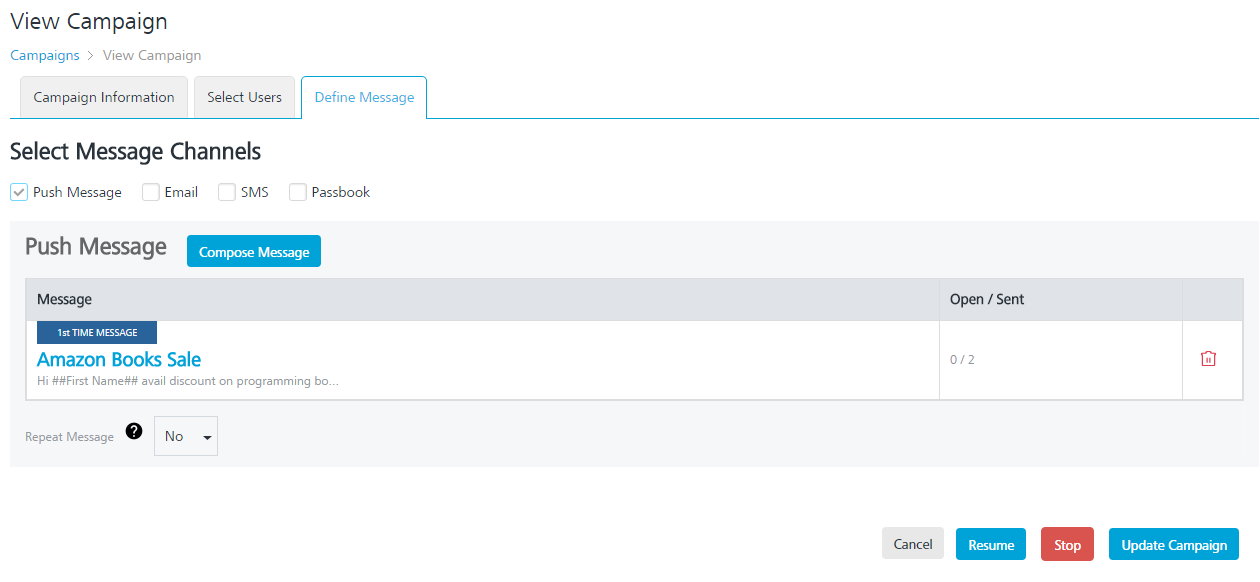 View Campaign
Campaigns > View Campaign
Campaign Information Select Users Define Message
Select Message Channels
Push Message Email SMS Passbook
Push Message Compose Message
Message Open / Sent
1st TIME MESSAGE
Amazon Books Sale
0 / 2
Hi ##First Name## avail discount on programming bo...
Repeat Message ? No
Cancel Resume Stop Update Campaign